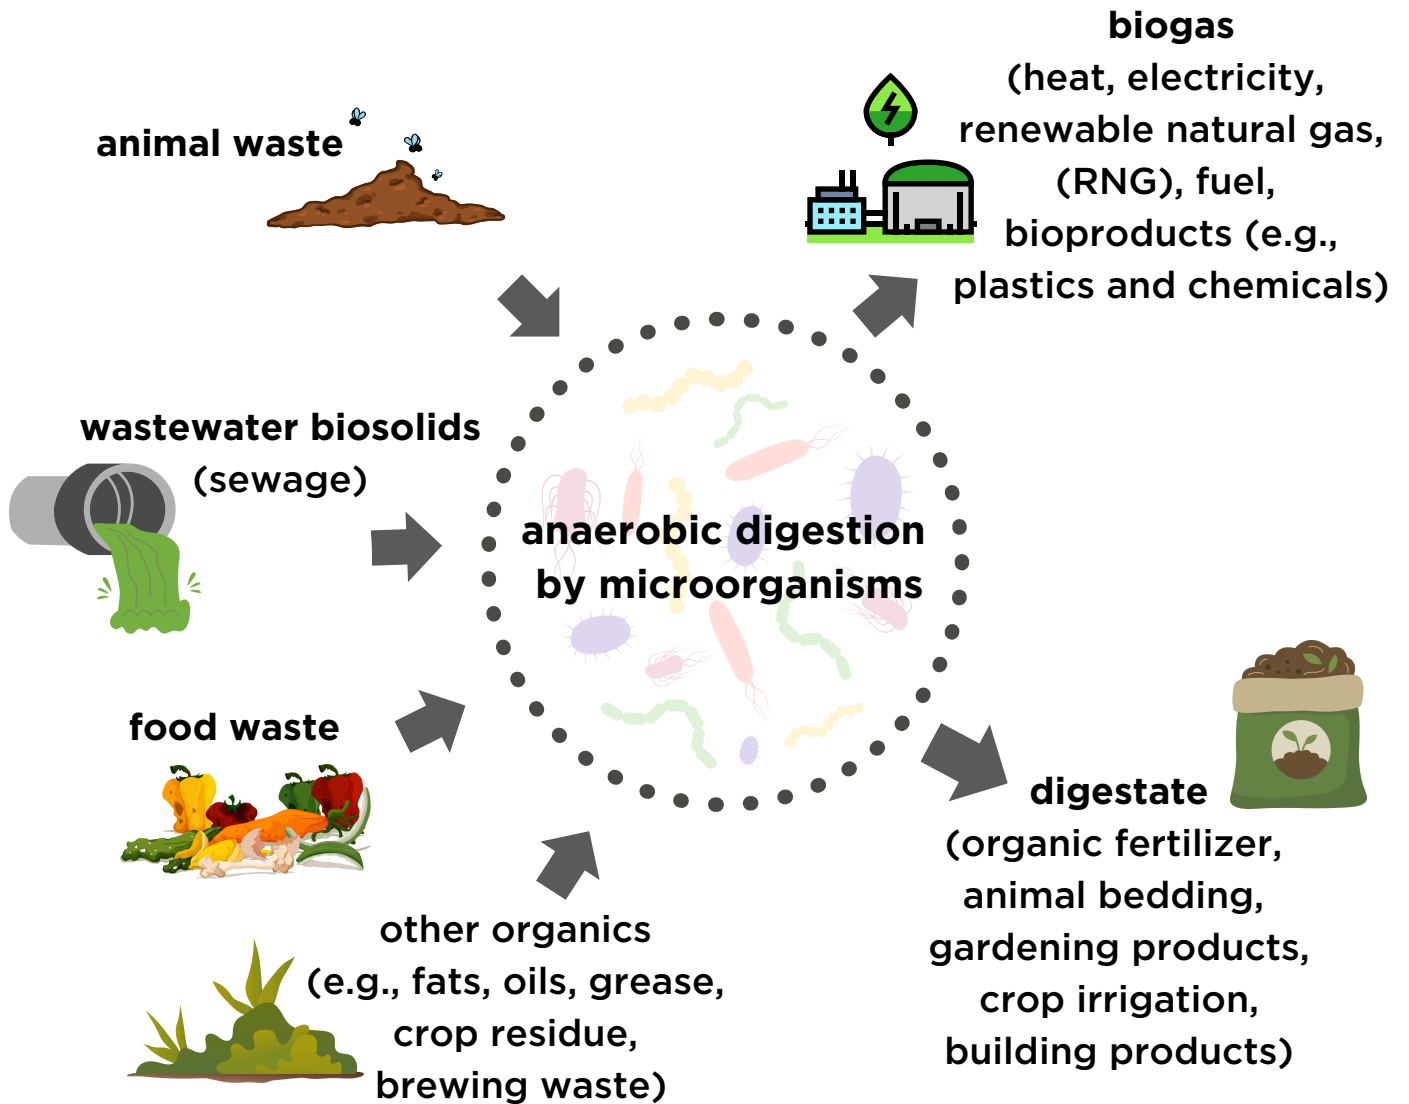 animal waste
biogas
(heat, electricity,
renewable natural gas,
(RNG), fuel,
bioproducts (e.g.,
plastics and chemicals)
wastewater biosolids
(sewage)
anaerobic digestion
by microorganisms
food waste
other organics
(e.g., fats, oils, grease,
crop residue,
brewing waste)
digestate
(organic fertilizer,
animal bedding,
gardening products,
crop irrigation,
building products)